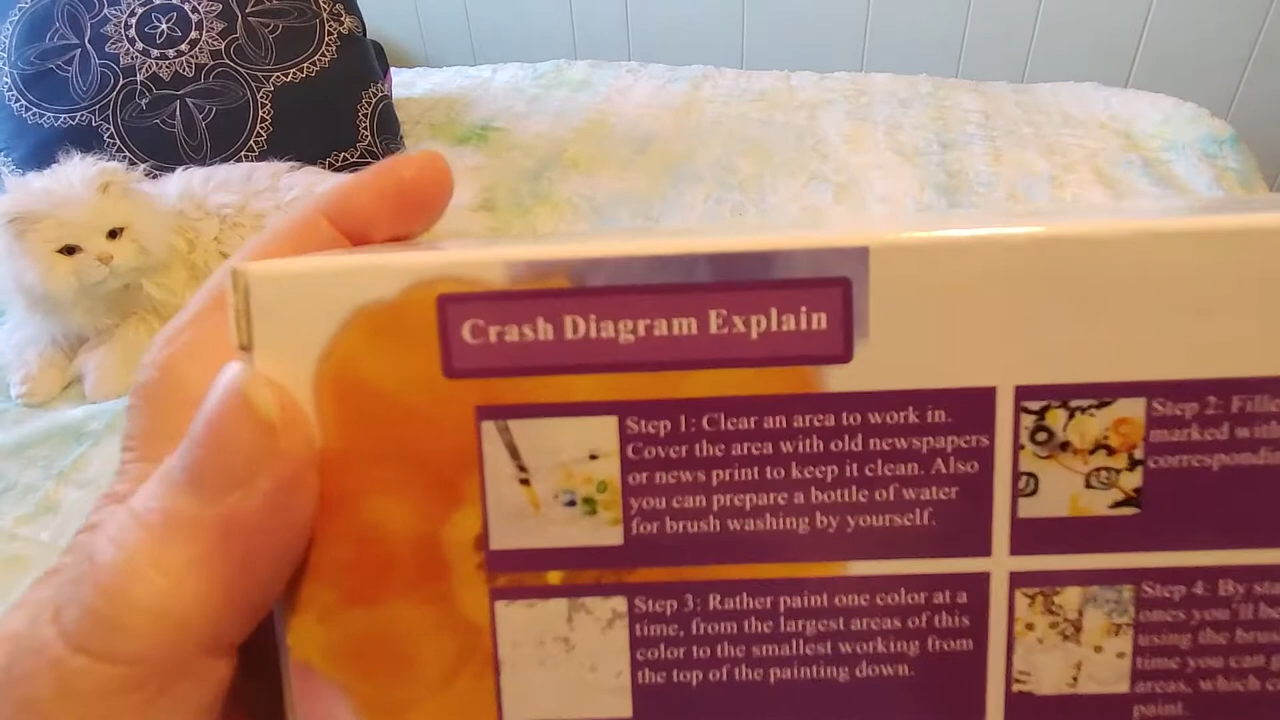 Crash Diagram Explain
Step 1: Clear an area to work in.
Cover the area with old newspapers
or news print to keep it clean. Also
you can prepare a bottle of water
for brush washing by yourself.
Step 2: Fille
marked with
correspondin
Step 3: Rather paint one color at a
time, from the largest areas of this
color to the smallest working from
the top of the painting down.
Step 4: By sta
ones you'll be
using the brus
time you can g
areas, which c
paint.